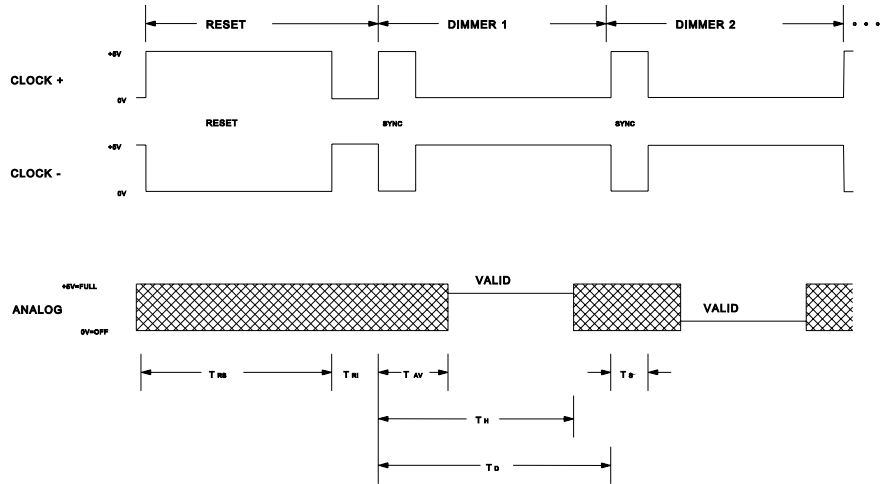 RESET DIMMER 1 DIMMER 2 • • •
+5V
CLOCK +
0V
RESET SYNC SYNC
+5V
CLOCK -
0V
+5V=FULL
VALID
ANALOG
VALID
0V=OFF
T RS T RI T AV T S
T H
T D